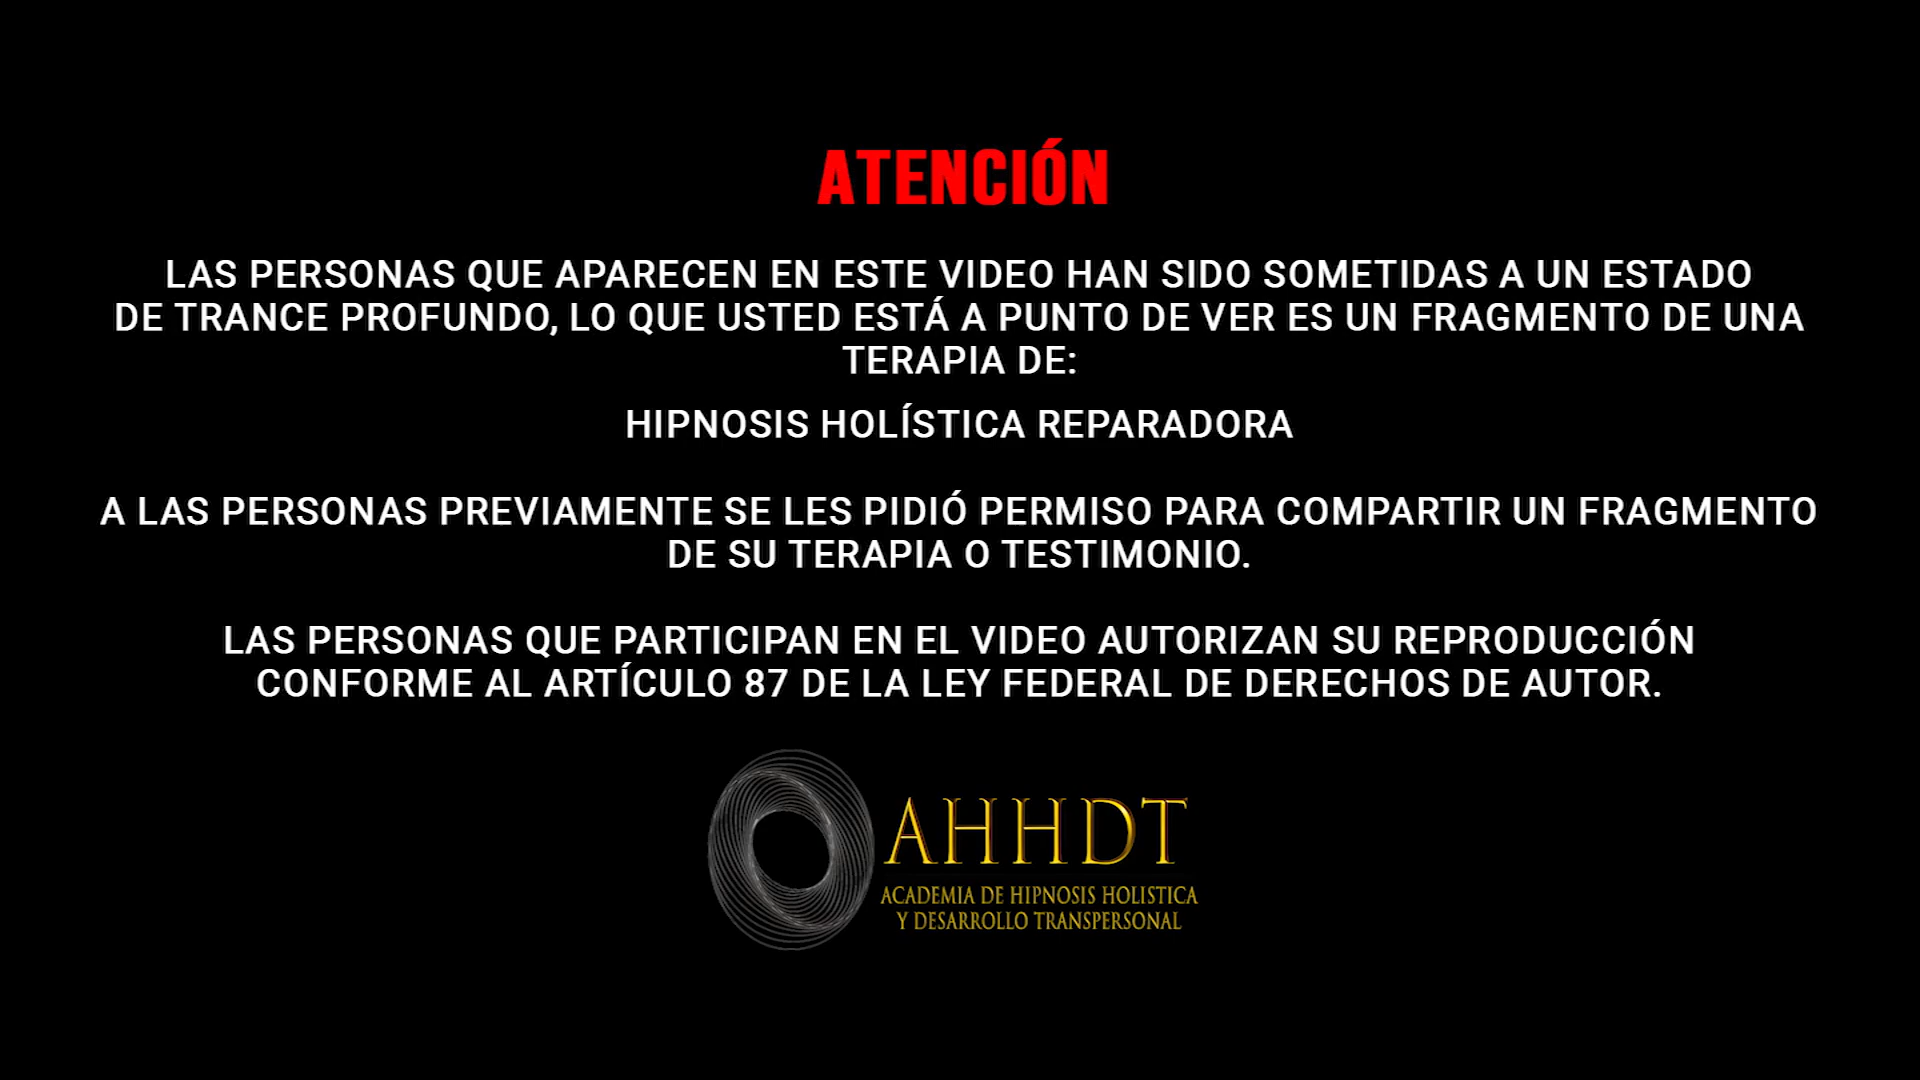 ATENCIÓN
LAS PERSONAS QUE APARECEN EN ESTE VIDEO HAN SIDO SOMETIDAS A UN ESTADO
DE TRANCE PROFUNDO, LO QUE USTED ESTÁ A PUNTO DE VER ES UN FRAGMENTO DE UNA
TERAPIA DE:
HIPNOSIS HOLÍSTICA REPARADORA
A LAS PERSONAS PREVIAMENTE SE LES PIDIÓ PERMISO PARA COMPARTIR UN FRAGMENTO
DE SU TERAPIA O TESTIMONIO.
LAS PERSONAS QUE PARTICIPAN EN EL VIDEO AUTORIZAN SU REPRODUCCIÓN
CONFORME AL ARTÍCULO 87 DE LA LEY FEDERAL DE DERECHOS DE AUTOR.
AHHDT
ACADEMIA DE HIPNOSIS HOLISTICA
Y DESARROLLO TRANSPERSONAL